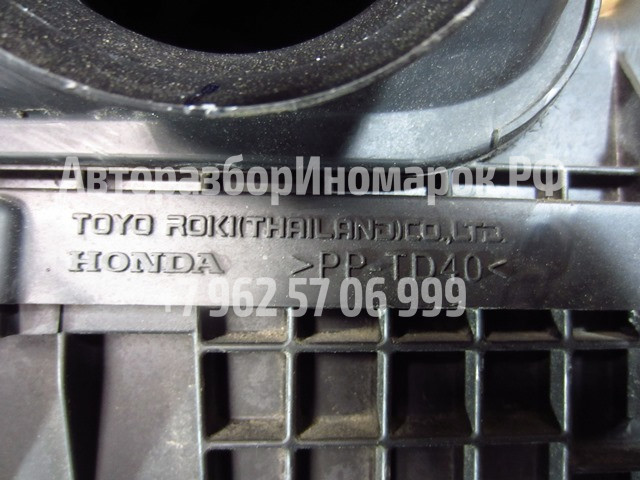 АвторазборИномарок РФ
TOYO ROKI(THAILAND)CO.,LTD.
HONDA >PP-TD40<
+7 962 57 06 999